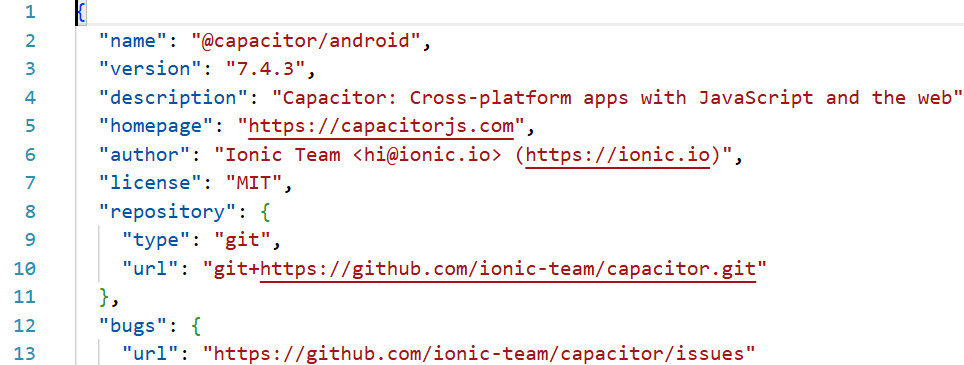 1 {
2 "name": "@capacitor/android",
3 "version": "7.4.3",
4 "description": "Capacitor: Cross-platform apps with JavaScript and the web"
5 "homepage": "https://capacitorjs.com",
6 "author": "Ionic Team <hi@ionic.io> (https://ionic.io)",
7 "license": "MIT",
8 "repository": {
9 "type": "git",
10 "url": "git+https://github.com/ionic-team/capacitor.git"
11 },
12 "bugs": {
13 "url": "https://github.com/ionic-team/capacitor/issues"